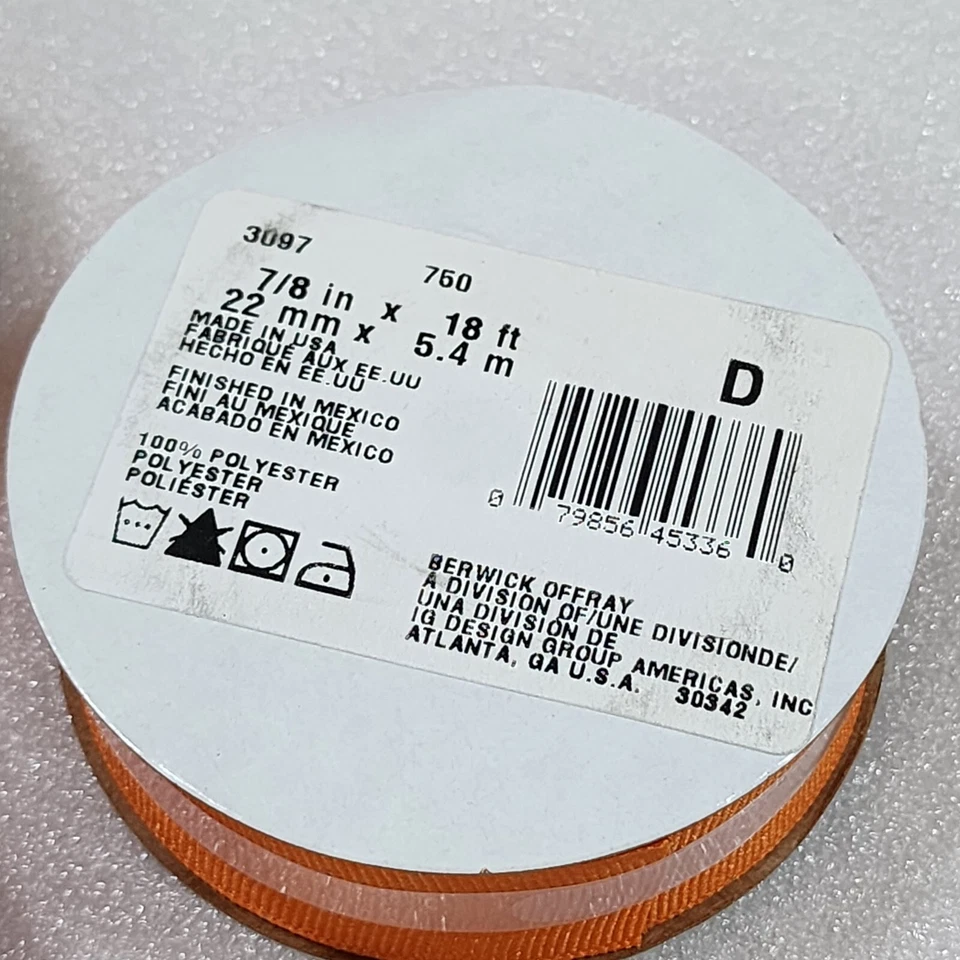 3097
750
7/8 in x 18 ft
22 mm x 5.4 m
MADE IN USA
FABRIQUÉ AUX EE.UU
HECHO EN EE.UU
FINISHED IN MEXICO
FINI AU MEXIQUE
ACABADO EN MEXICO
100% POLYESTER
POLYESTER
POLIÉSTER
D
0 79856 45336 0
BERWICK OFFRAY
A DIVISION OF/UNE DIVISIONDE/
UNA DIVISION DE
IG DESIGN GROUP AMERICAS, INC
ATLANTA, GA U.S.A. 30342